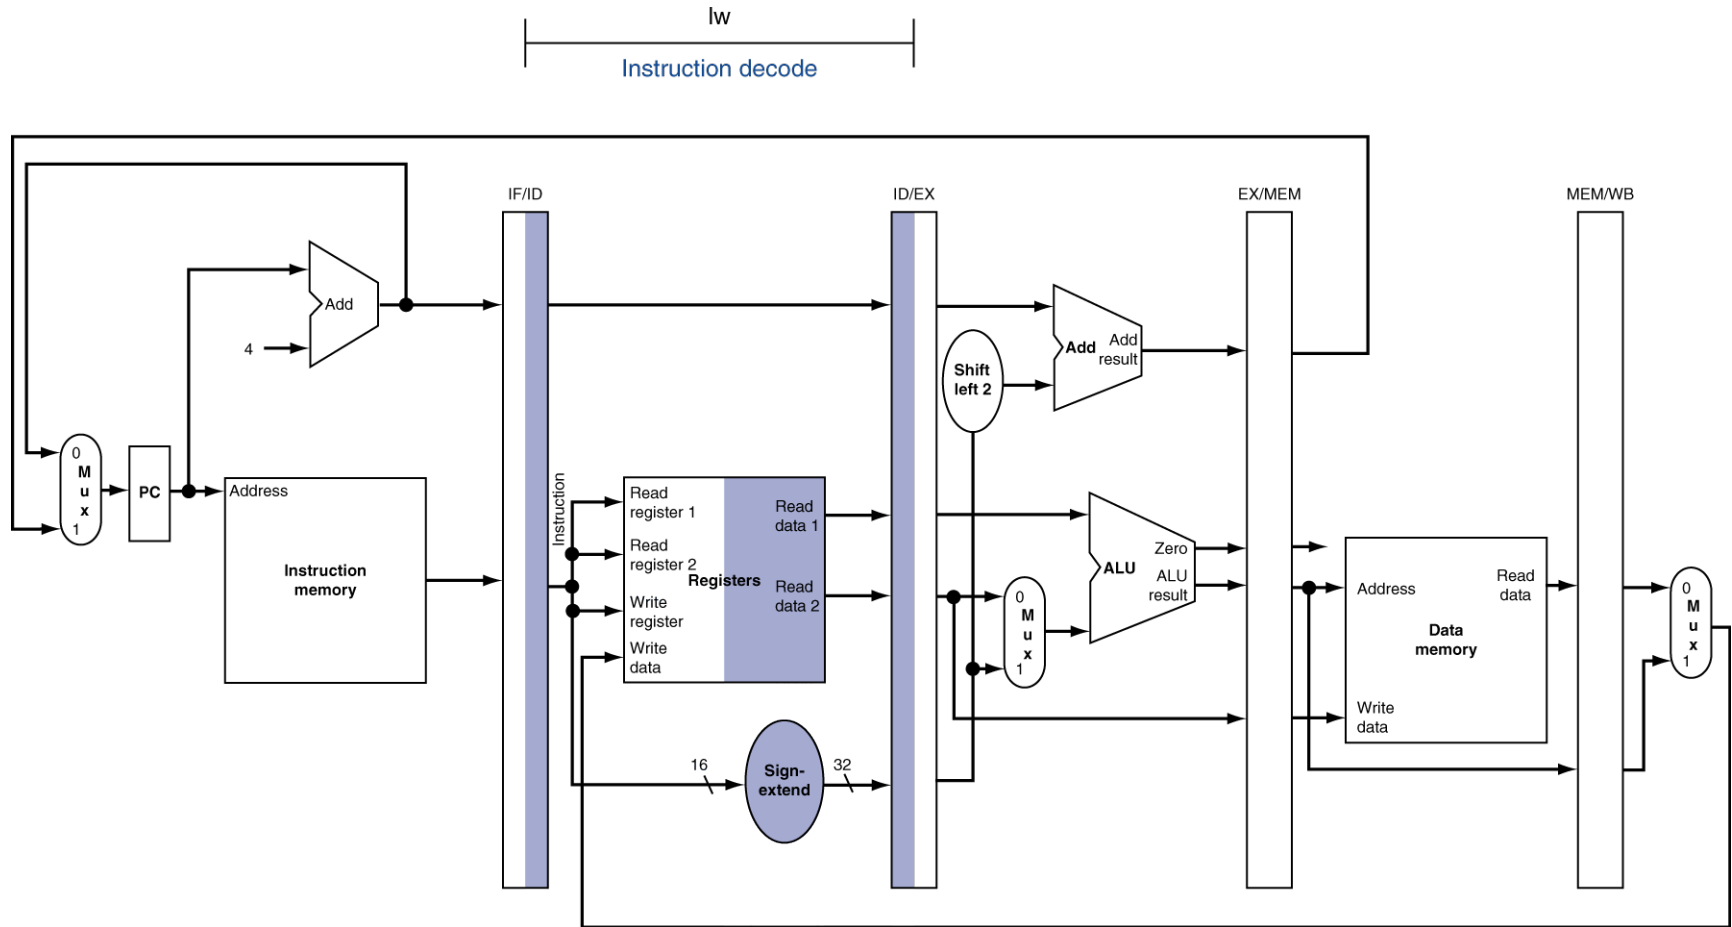 lw
Instruction decode
IF/ID
ID/EX
EX/MEM
MEM/WB
Add
4
Add
Add
result
Shift
left 2
0
M
u
x
1
PC
Address
Instruction
memory
Instruction
Read
register 1
Read
register 2
Write
register
Write
data
Registers
Read
data 1
Read
data 2
16
Sign-
extend
32
0
M
u
x
1
Zero
ALU
ALU
result
Address
Read
data
Data
memory
Write
data
0
M
u
x
1